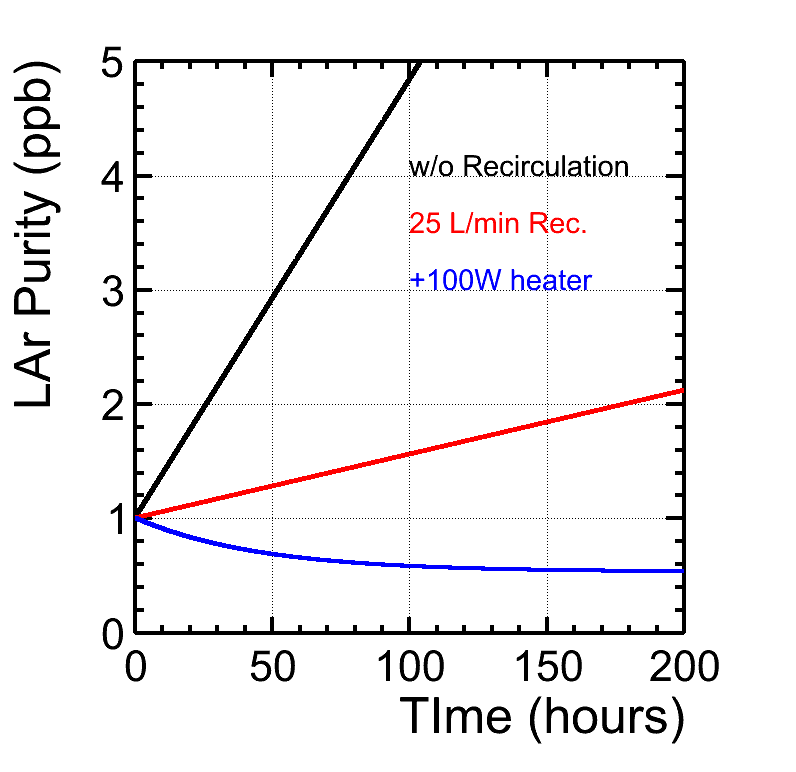 LAr Purity (ppb)
5
4
3
2
1
0
w/o Recirculation
25 L/min Rec.
+100W heater
0 50 100 150 200
TIme (hours)